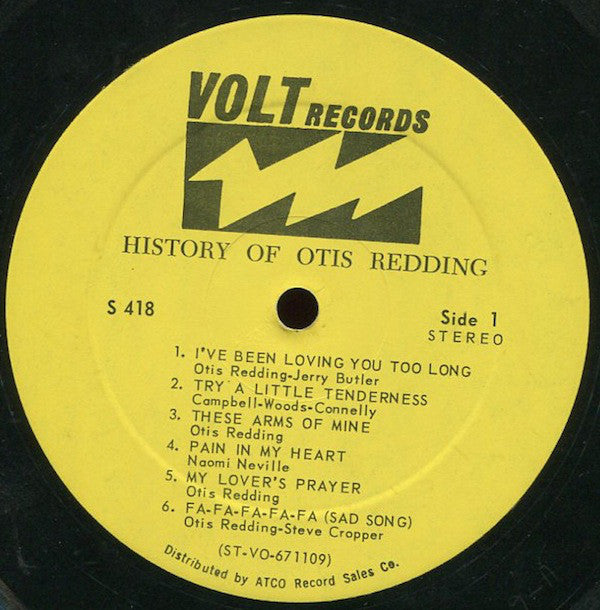 VOLT RECORDS
HISTORY OF OTIS REDDING
S 418
Side 1
STEREO
1. I'VE BEEN LOVING YOU TOO LONG
Otis Redding-Jerry Butler
2. TRY A LITTLE TENDERNESS
Campbell-Woods-Connelly
3. THESE ARMS OF MINE
Otis Redding
4. PAIN IN MY HEART
Naomi Neville
5. MY LOVER'S PRAYER
Otis Redding
6. FA-FA-FA-FA-FA (SAD SONG)
Otis Redding-Steve Cropper
(ST-VO-671109)
Distributed by ATCO Record Sales Co.